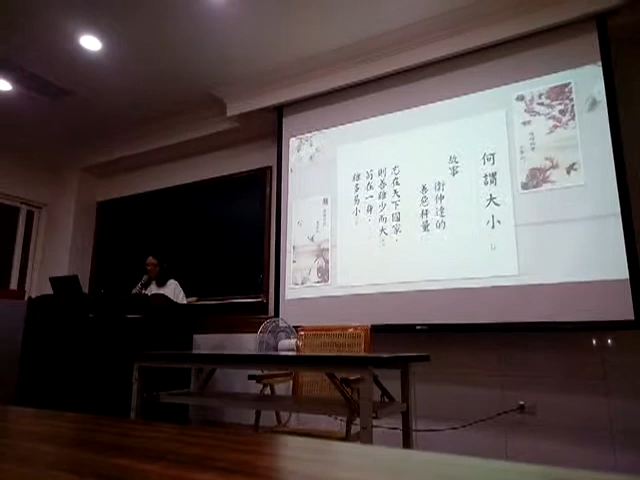 何謂大小
故事
衛仲達的
善惡秤量
志在天下國家，
則善雖少而大；
苟在一身，
雖多亦小。